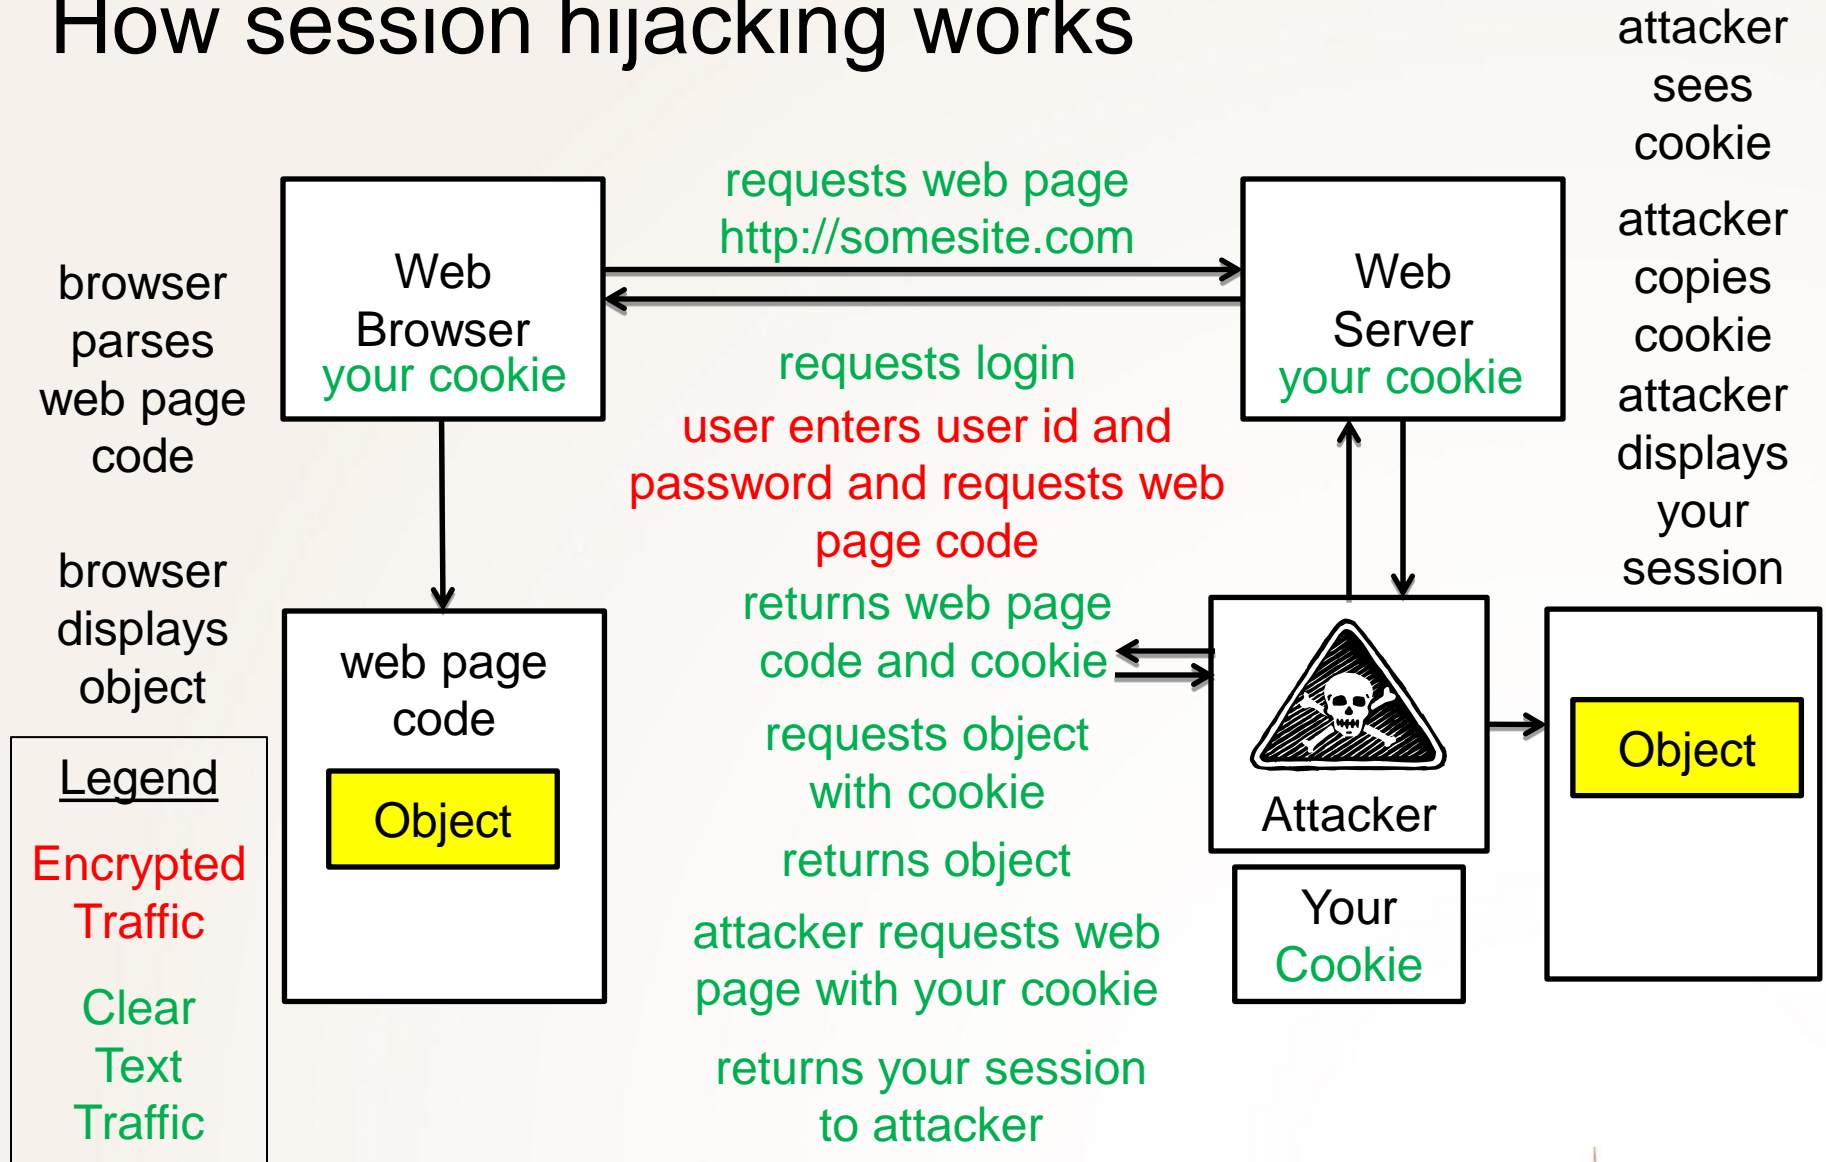 How session hijacking works
attacker
sees
cookie
attacker
copies
cookie
attacker
displays
your
session
requests web page
http://somesite.com
browser
parses
web page
code
Web
Browser
your cookie
Web
Server
your cookie
requests login
user enters user id and
password and requests web
page code
browser
displays
object
returns web page
code and cookie
web page
code
Object
requests object
with cookie
Attacker
Object
returns object
Your
Cookie
attacker requests web
page with your cookie
returns your session
to attacker
Legend
Encrypted
Traffic
Clear
Text
Traffic